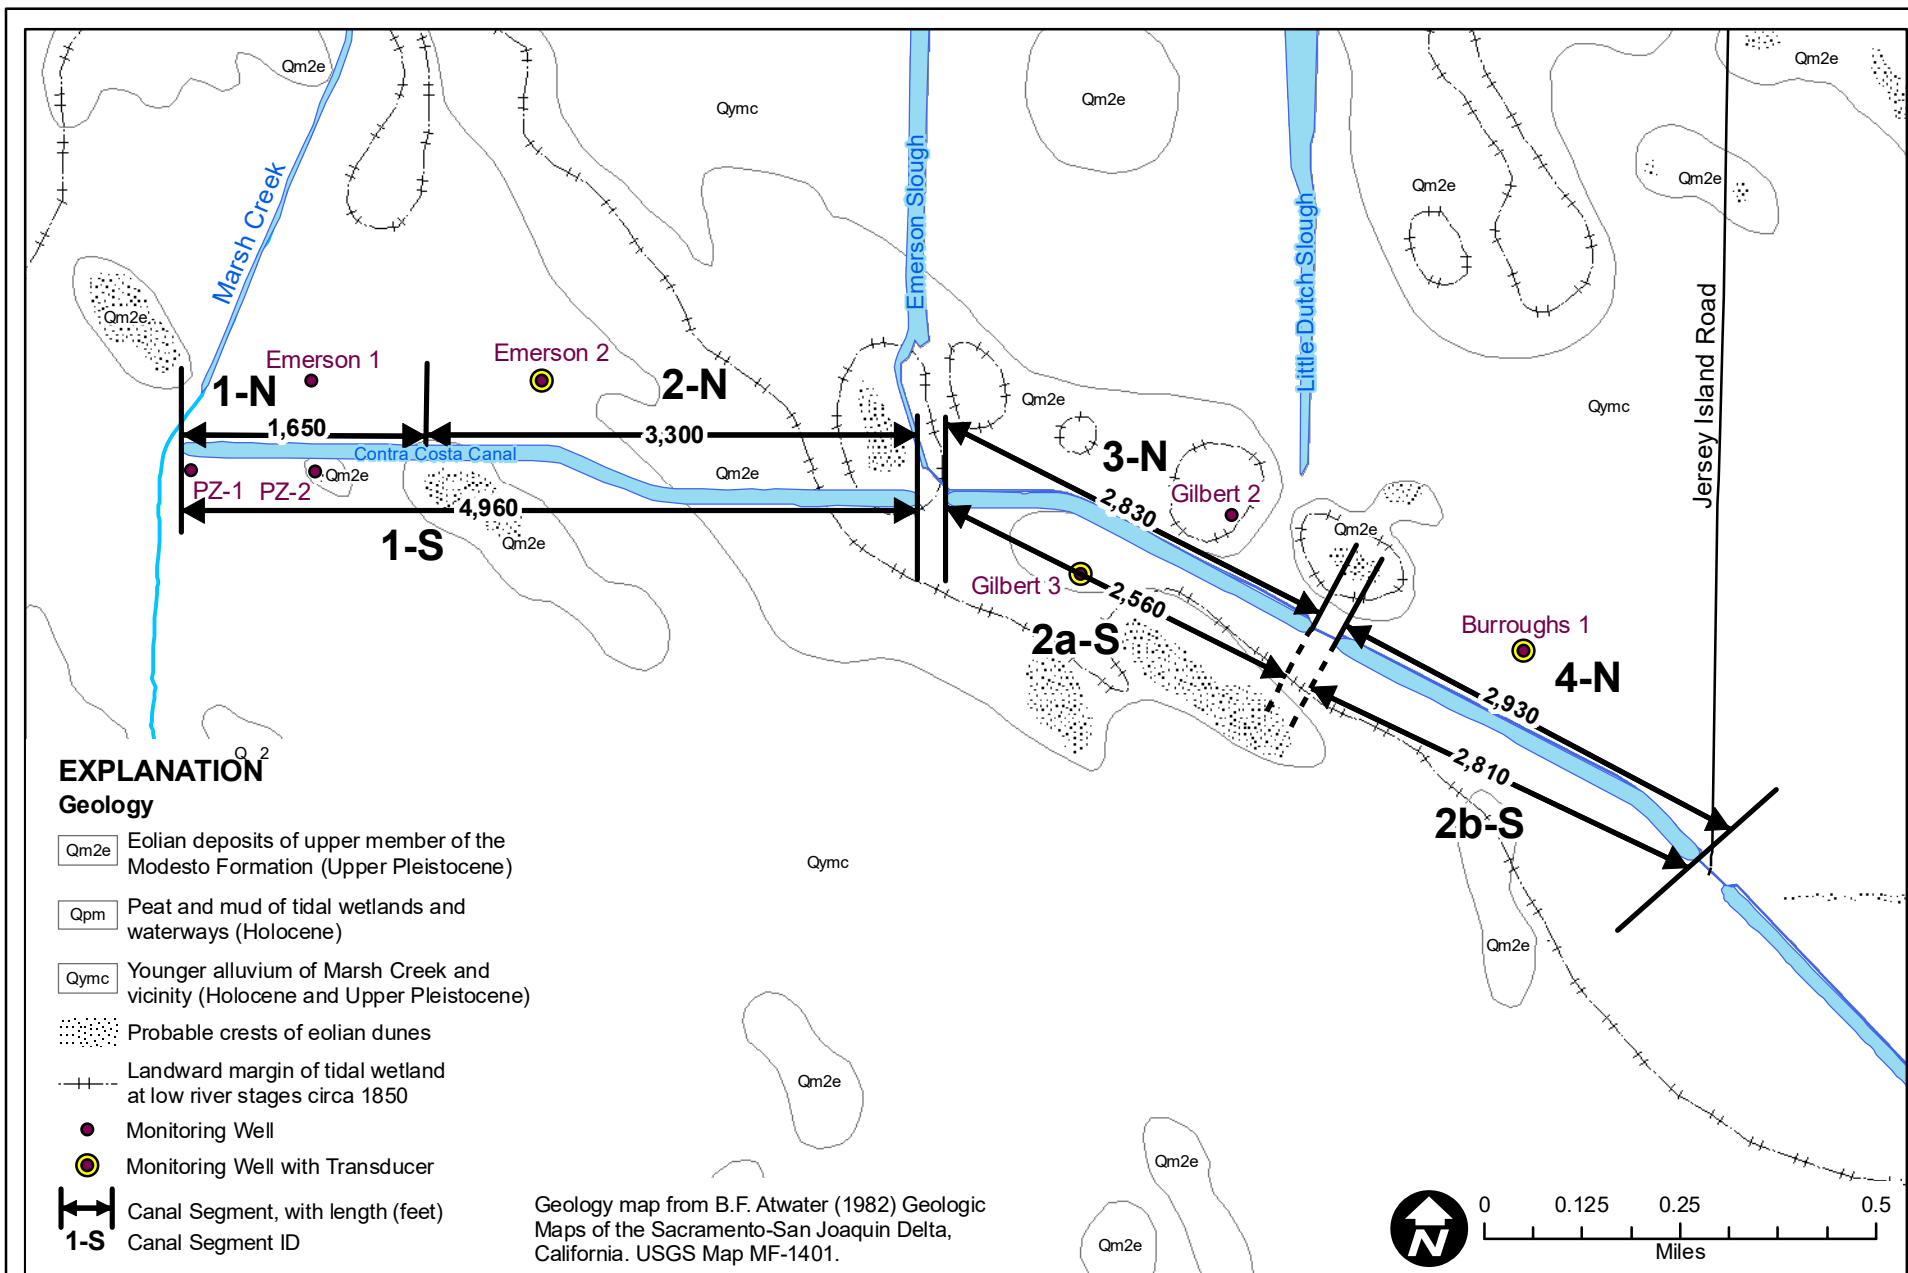 Qm2e
Qymc
Qm2e
Qm2e
Marsh Creek
Emerson Slough
Little Dutch Slough
Qm2e
Qm2e
Jersey Island Road
Qm2e
Emerson 1
Emerson 2
1-N
2-N
Qm2e
Qymc
1,650
3,300
Contra Costa Canal
3-N
Qm2e
Qm2e
PZ-1
PZ-2
Gilbert 2
2,830
4,960
1-S
Qm2e
Qm2e
Gilbert 3
2,560
2a-S
Burroughs 1
4-N
2,930
2,810
2b-S
Q 2
Qymc
Qm2e
Qm2e
Qm2e
Qm2e
EXPLANATION
Geology
Qm2e
Eolian deposits of upper member of the
Modesto Formation (Upper Pleistocene)
Qpm
Peat and mud of tidal wetlands and
waterways (Holocene)
Qymc
Younger alluvium of Marsh Creek and
vicinity (Holocene and Upper Pleistocene)
Probable crests of eolian dunes
Landward margin of tidal wetland
at low river stages circa 1850
Monitoring Well
Monitoring Well with Transducer
Canal Segment, with length (feet)
1-S
Canal Segment ID
Geology map from B.F. Atwater (1982) Geologic
Maps of the Sacramento-San Joaquin Delta,
California. USGS Map MF-1401.
N
0 0.125 0.25 0.5
Miles